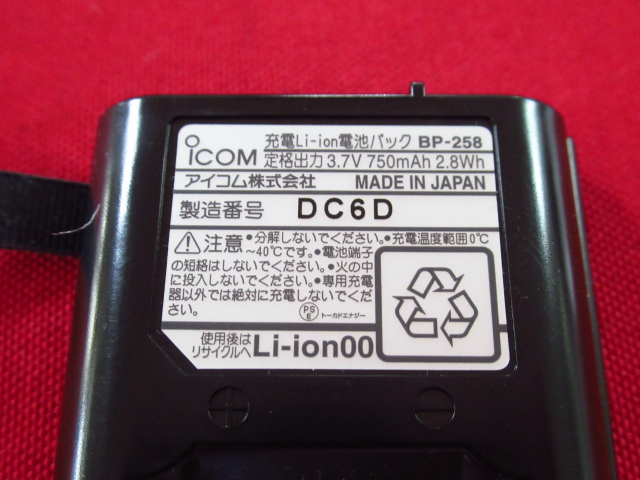 ICOM
充電Li-ion電池パック BP-258
定格出力 3.7V 750mAh 2.8Wh
アイコム株式会社 MADE IN JAPAN
製造番号 DC6D
注意 •分解しないでください。•充電温度範囲0℃
~40℃です。•電池端子
の短絡はしないでください。•火の中
に投入しないでください。•専用充電
器以外では絶対に充電しないでくだ
さい。
PS
E トーカドエナジー
使用後は
リサイクルへ Li-ion00